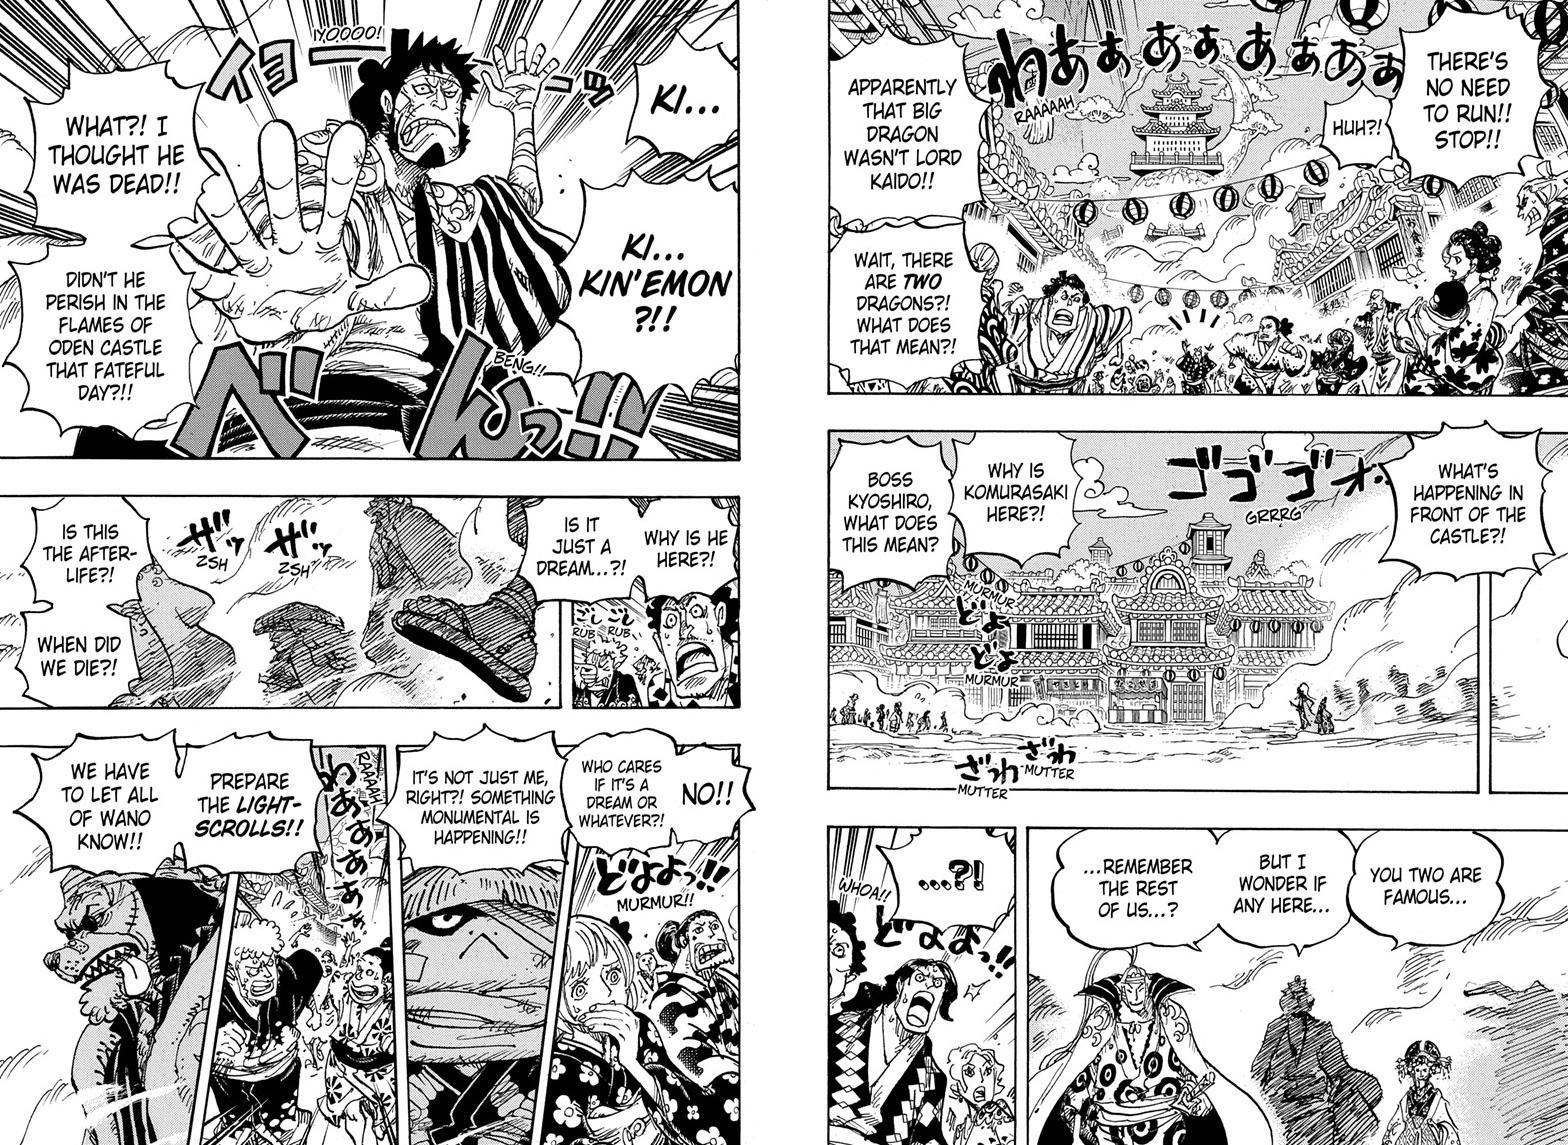 THERE'S
NO NEED
TO RUN!!
STOP!!
HUH?!
わあぁあぁあぁあぁ
RAAAAAH
APPARENTLY
THAT BIG
DRAGON
WASN'T LORD
KAIDO!!
WAIT, THERE
ARE TWO
DRAGONS?!
WHAT DOES
THAT MEAN?!
WHAT'S
HAPPENING IN
FRONT OF THE
CASTLE?!
ゴゴゴオ..
GRRRG
WHY IS
KOMURASAKI
HERE?!
BOSS
KYOSHIRO,
WHAT DOES
THIS MEAN?
MURMUR
どよ
どよ
MURMUR
ざわ
MUTTER
ざわ
MUTTER
YOU TWO ARE
FAMOUS...
BUT I
WONDER IF
ANY HERE...
...REMEMBER
THE REST
OF US...?
...?!
WHOA!!
どよよっ!!
KI...
KI...
KIN'EMON
?!!
IYOOOO!
イヨーーッ
WHAT?! I
THOUGHT HE
WAS DEAD!!
DIDN'T HE
PERISH IN THE
FLAMES OF
ODEN CASTLE
THAT FATEFUL
DAY?!!
BENG!!
べんっ!!
WHY IS HE
HERE?!
IS IT
JUST A
DREAM...?!
ごし ごし
RUB
RUB
ザッ
ZSH
ザッ
ZSH
IS THIS
THE AFTER-
LIFE?!
WHEN DID
WE DIE?!
NO!!
WHO CARES
IF IT'S A
DREAM OR
WHATEVER?!
どよよっ!!
MURMUR!!
IT'S NOT JUST ME,
RIGHT?! SOMETHING
MONUMENTAL IS
HAPPENING!!
RAAAAH
わあぁあぁあぁ
PREPARE
THE LIGHT-
SCROLLS!!
WE HAVE
TO LET ALL
OF WANO
KNOW!!